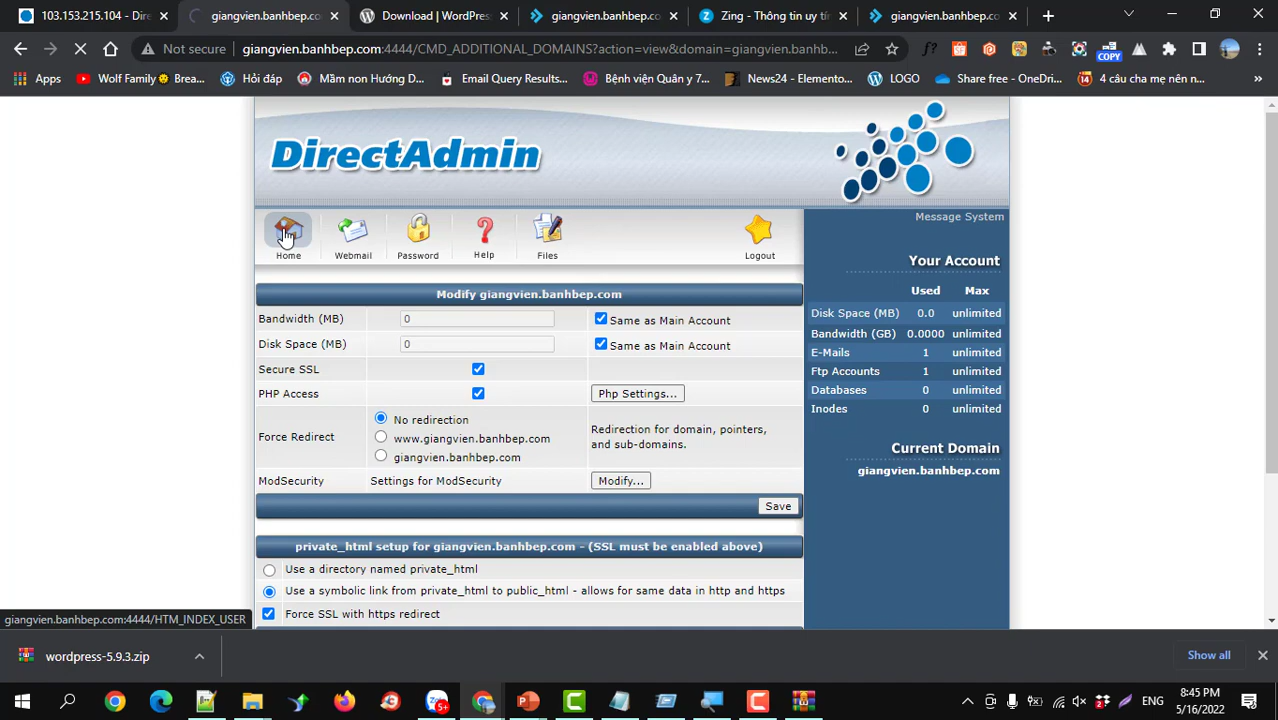 103.153.215.104 - Direc
giangvien.banhbep.com:
Download | WordPress
giangvien.banhbep.co
Zing - Thông tin uy tí
giangvien.banhbep.co
Not secure
giangvien.banhbep.com:4444/CMD_ADDITIONAL_DOMAINS?action=view&domain=giangvien.banhb...
f?
COPY
Apps
Wolf Family🐺 Brea...
Hỏi đáp
Mầm non Hướng D...
Email Query Results...
Bệnh viện Quân y 7...
News24 - Elemento...
LOGO
Share free - OneDri...
14
4 câu cha mẹ nên n...
DirectAdmin
Home
Webmail
Password
Help
Files
Logout
Message System
Your Account
Used
Max
Disk Space (MB)
0.0
unlimited
Bandwidth (GB)
0.0000
unlimited
E-Mails
1
unlimited
Ftp Accounts
1
unlimited
Databases
0
unlimited
Inodes
0
unlimited
Current Domain
giangvien.banhbep.com
Modify giangvien.banhbep.com
Bandwidth (MB)
0
Same as Main Account
Disk Space (MB)
0
Same as Main Account
Secure SSL
PHP Access
Php Settings...
Force Redirect
No redirection
www.giangvien.banhbep.com
giangvien.banhbep.com
Redirection for domain, pointers,
and sub-domains.
ModSecurity
Settings for ModSecurity
Modify...
Save
private_html setup for giangvien.banhbep.com - (SSL must be enabled above)
Use a directory named private_html
Use a symbolic link from private_html to public_html - allows for same data in http and https
Force SSL with https redirect
giangvien.banhbep.com:4444/HTM_INDEX_USER
wordpress-5.9.3.zip
Show all
5+
ENG
8:45 PM
5/16/2022